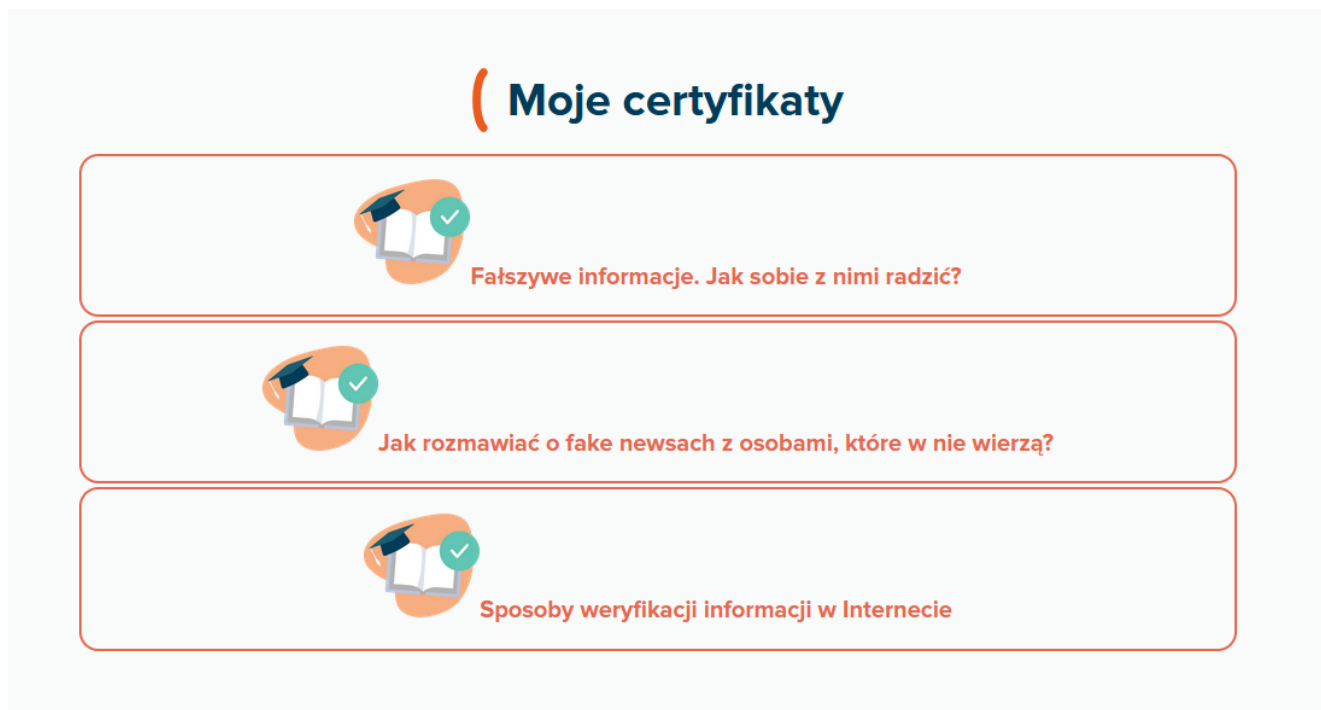 Moje certyfikaty
Fałszywe informacje. Jak sobie z nimi radzić?
Jak rozmawiać o fake newsach z osobami, które w nie wierzą?
Sposoby weryfikacji informacji w Internecie